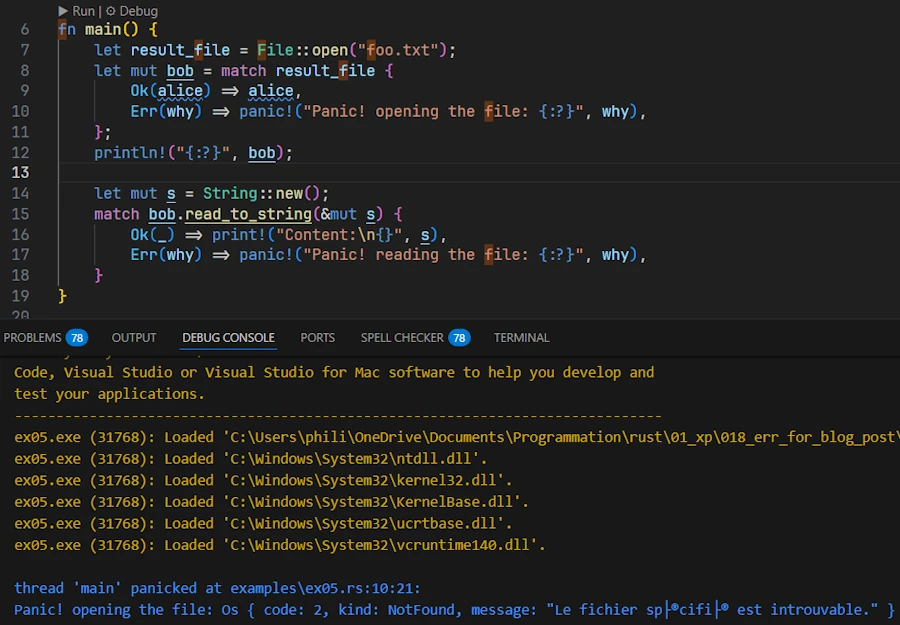 ▶ Run | ⚙ Debug
6 fn main() {
7 let result_file = File::open("foo.txt");
8 let mut bob = match result_file {
9 Ok(alice) => alice,
10 Err(why) => panic!("Panic! opening the file: {:?}", why),
11 };
12 println!("{:?}", bob);
13
14 let mut s = String::new();
15 match bob.read_to_string(&mut s) {
16 Ok(_) => print!("Content:\n{}", s),
17 Err(why) => panic!("Panic! reading the file: {:?}", why),
18 }
19 }
20
PROBLEMS 78 OUTPUT DEBUG CONSOLE PORTS SPELL CHECKER 78 TERMINAL
Code, Visual Studio or Visual Studio for Mac software to help you develop and
test your applications.
-------------------------------------------------------------------------------
ex05.exe (31768): Loaded 'C:\Users\phili\OneDrive\Documents\Programmation\rust\01_xp\018_err_for_blog_post\
ex05.exe (31768): Loaded 'C:\Windows\System32\ntdll.dll'.
ex05.exe (31768): Loaded 'C:\Windows\System32\kernel32.dll'.
ex05.exe (31768): Loaded 'C:\Windows\System32\KernelBase.dll'.
ex05.exe (31768): Loaded 'C:\Windows\System32\ucrtbase.dll'.
ex05.exe (31768): Loaded 'C:\Windows\System32\vcruntime140.dll'.
thread 'main' panicked at examples\ex05.rs:10:21:
Panic! opening the file: Os { code: 2, kind: NotFound, message: "Le fichier sp├®cifi├® est introuvable." }